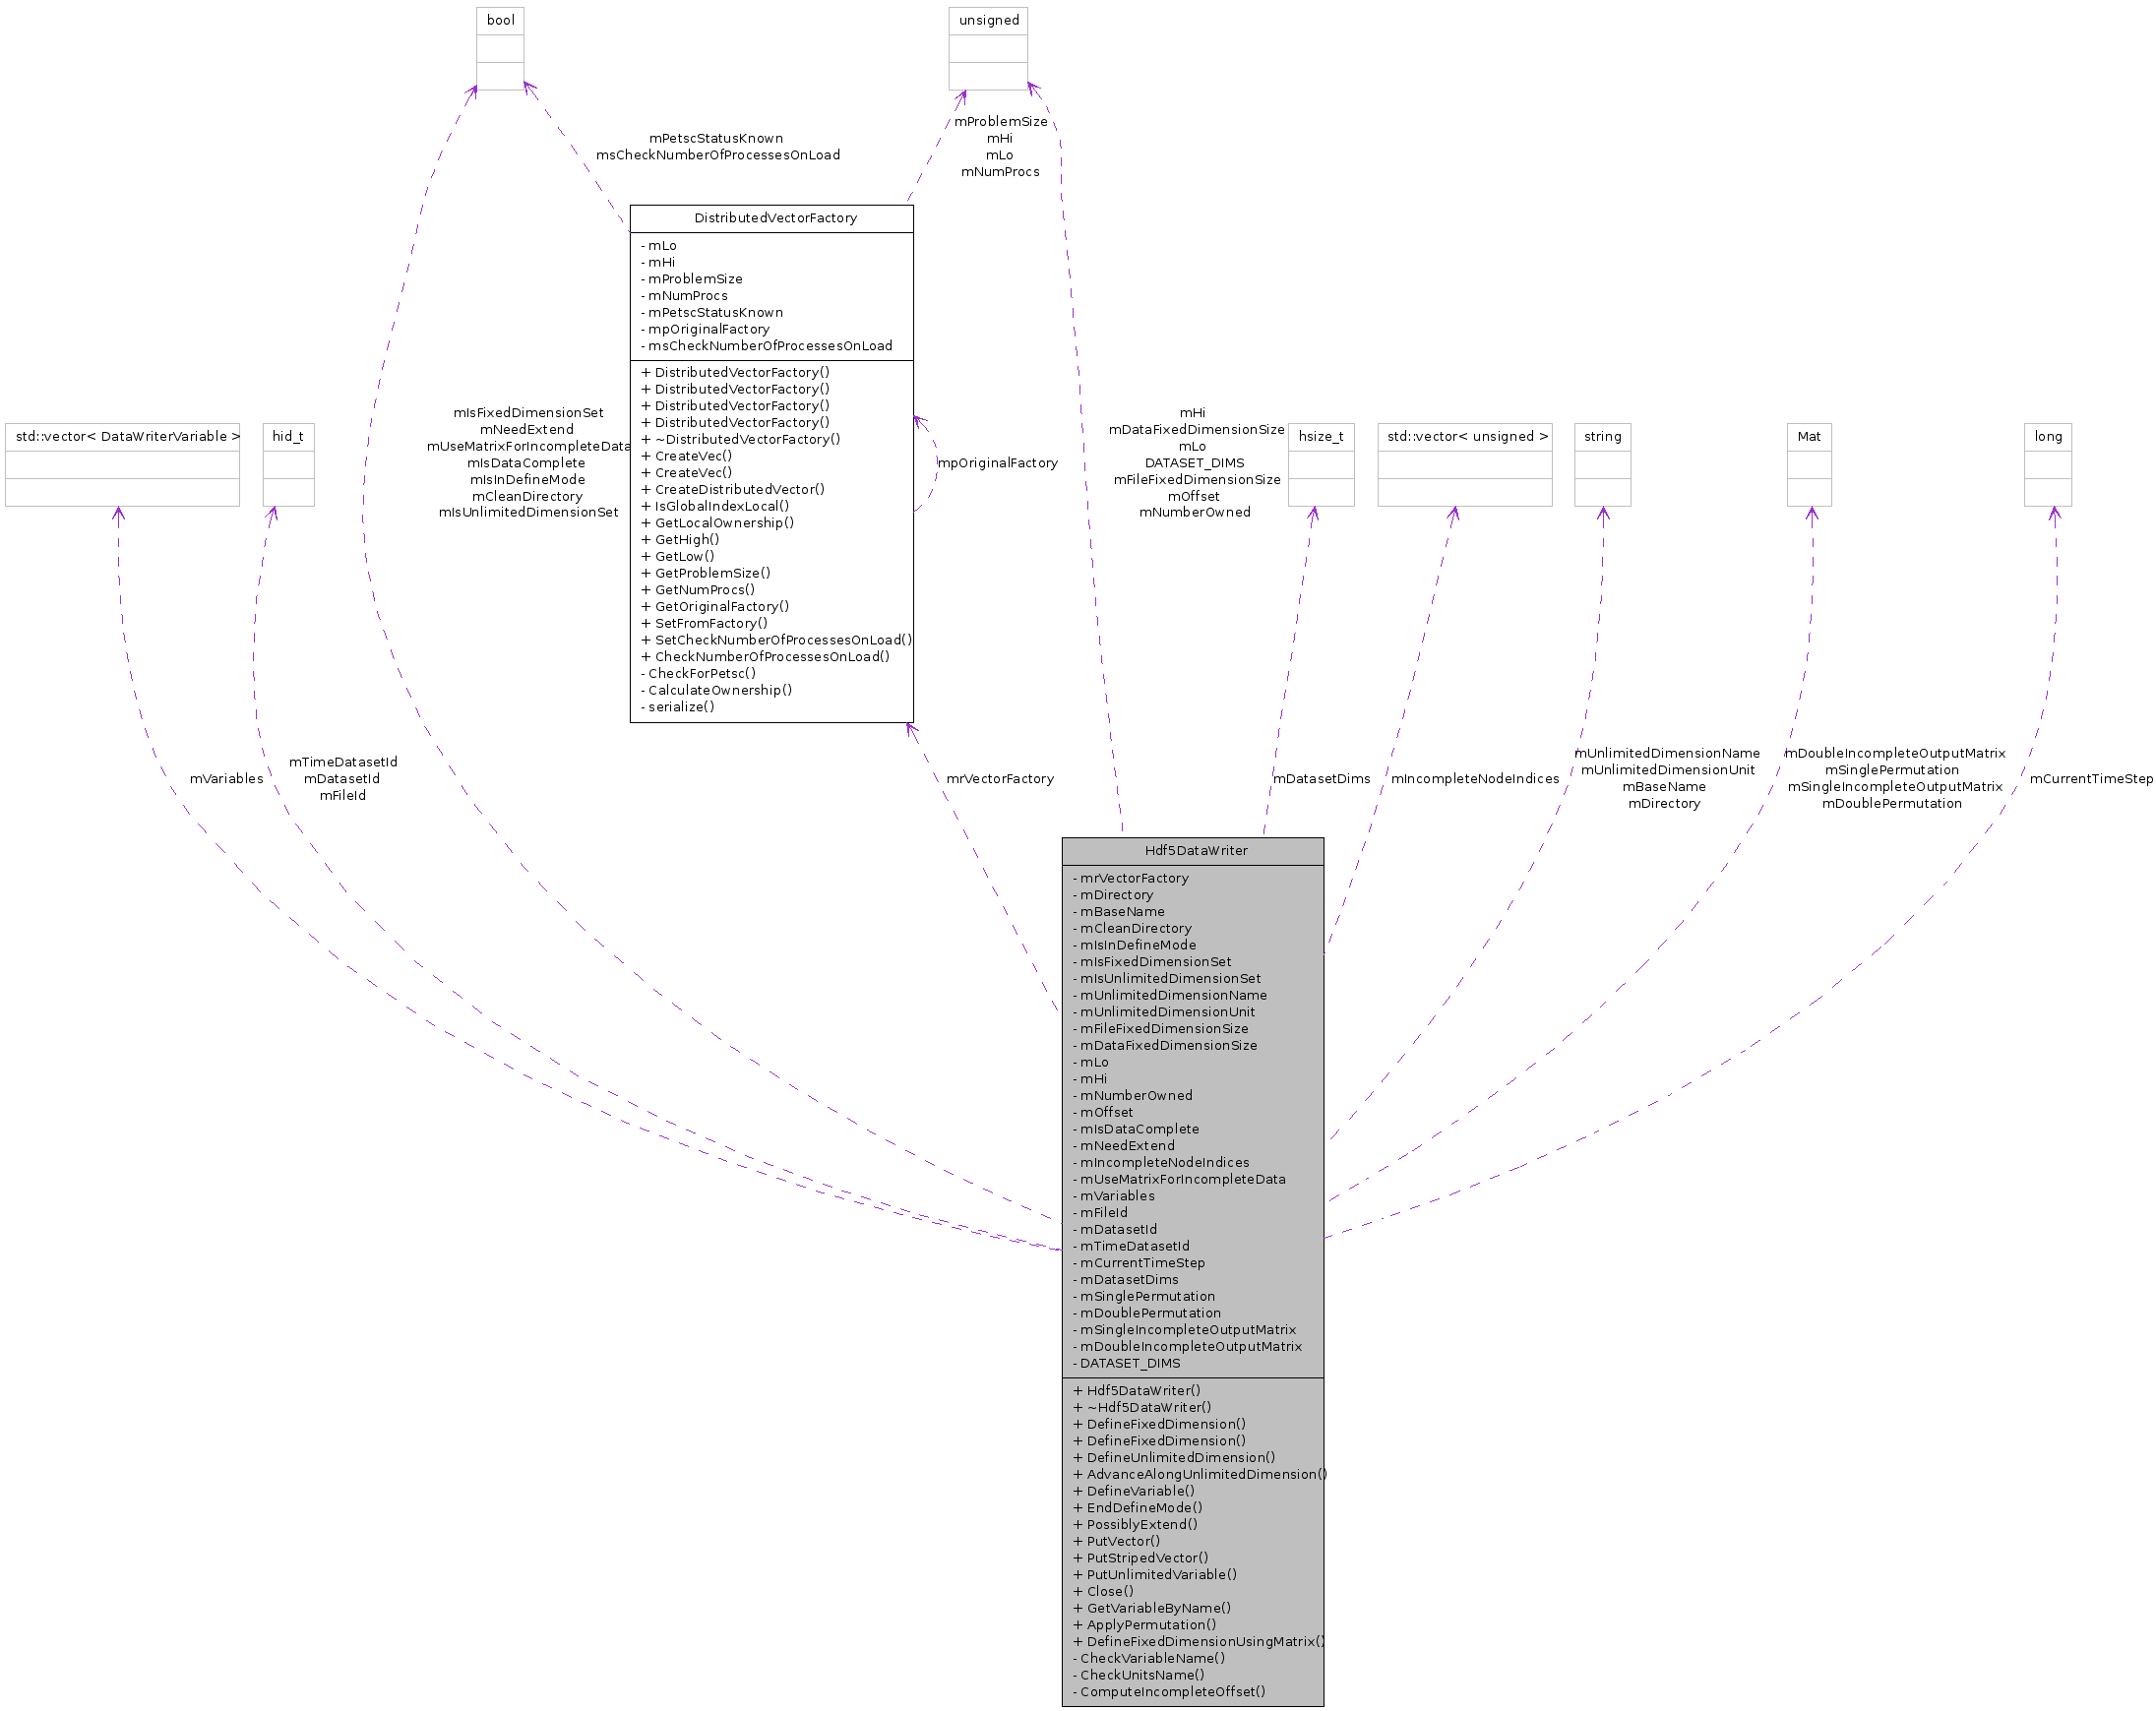 bool
unsigned
mPetscStatusKnown
msCheckNumberOfProcessesOnLoad
mProblemSize
mHi
mLo
mNumProcs
DistributedVectorFactory
- mLo
- mHi
- mProblemSize
- mNumProcs
- mPetscStatusKnown
- mpOriginalFactory
- msCheckNumberOfProcessesOnLoad
+ DistributedVectorFactory()
+ DistributedVectorFactory()
+ DistributedVectorFactory()
+ DistributedVectorFactory()
+ ~DistributedVectorFactory()
+ CreateVec()
+ CreateVec()
+ CreateDistributedVector()
+ IsGlobalIndexLocal()
+ GetLocalOwnership()
+ GetHigh()
+ GetLow()
+ GetProblemSize()
+ GetNumProcs()
+ GetOriginalFactory()
+ SetFromFactory()
+ SetCheckNumberOfProcessesOnLoad()
+ CheckNumberOfProcessesOnLoad()
- CheckForPetsc()
- CalculateOwnership()
- serialize()
std::vector< DataWriterVariable >
hid_t
mIsFixedDimensionSet
mNeedExtend
mUseMatrixForIncompleteData
mIsDataComplete
mIsInDefineMode
mCleanDirectory
mIsUnlimitedDimensionSet
mpOriginalFactory
mHi
mDataFixedDimensionSize
mLo
DATASET_DIMS
mFileFixedDimensionSize
mOffset
mNumberOwned
hsize_t
std::vector< unsigned >
string
Mat
long
mVariables
mTimeDatasetId
mDatasetId
mFileId
mrVectorFactory
mDatasetDims
mIncompleteNodeIndices
mUnlimitedDimensionName
mUnlimitedDimensionUnit
mBaseName
mDirectory
mDoubleIncompleteOutputMatrix
mSinglePermutation
mSingleIncompleteOutputMatrix
mDoublePermutation
mCurrentTimeStep
Hdf5DataWriter
- mrVectorFactory
- mDirectory
- mBaseName
- mCleanDirectory
- mIsInDefineMode
- mIsFixedDimensionSet
- mIsUnlimitedDimensionSet
- mUnlimitedDimensionName
- mUnlimitedDimensionUnit
- mFileFixedDimensionSize
- mDataFixedDimensionSize
- mLo
- mHi
- mNumberOwned
- mOffset
- mIsDataComplete
- mNeedExtend
- mIncompleteNodeIndices
- mUseMatrixForIncompleteData
- mVariables
- mFileId
- mDatasetId
- mTimeDatasetId
- mCurrentTimeStep
- mDatasetDims
- mSinglePermutation
- mDoublePermutation
- mSingleIncompleteOutputMatrix
- mDoubleIncompleteOutputMatrix
- DATASET_DIMS
+ Hdf5DataWriter()
+ ~Hdf5DataWriter()
+ DefineFixedDimension()
+ DefineFixedDimension()
+ DefineUnlimitedDimension()
+ AdvanceAlongUnlimitedDimension()
+ DefineVariable()
+ EndDefineMode()
+ PossiblyExtend()
+ PutVector()
+ PutStripedVector()
+ PutUnlimitedVariable()
+ Close()
+ GetVariableByName()
+ ApplyPermutation()
+ DefineFixedDimensionUsingMatrix()
- CheckVariableName()
- CheckUnitsName()
- ComputeIncompleteOffset()